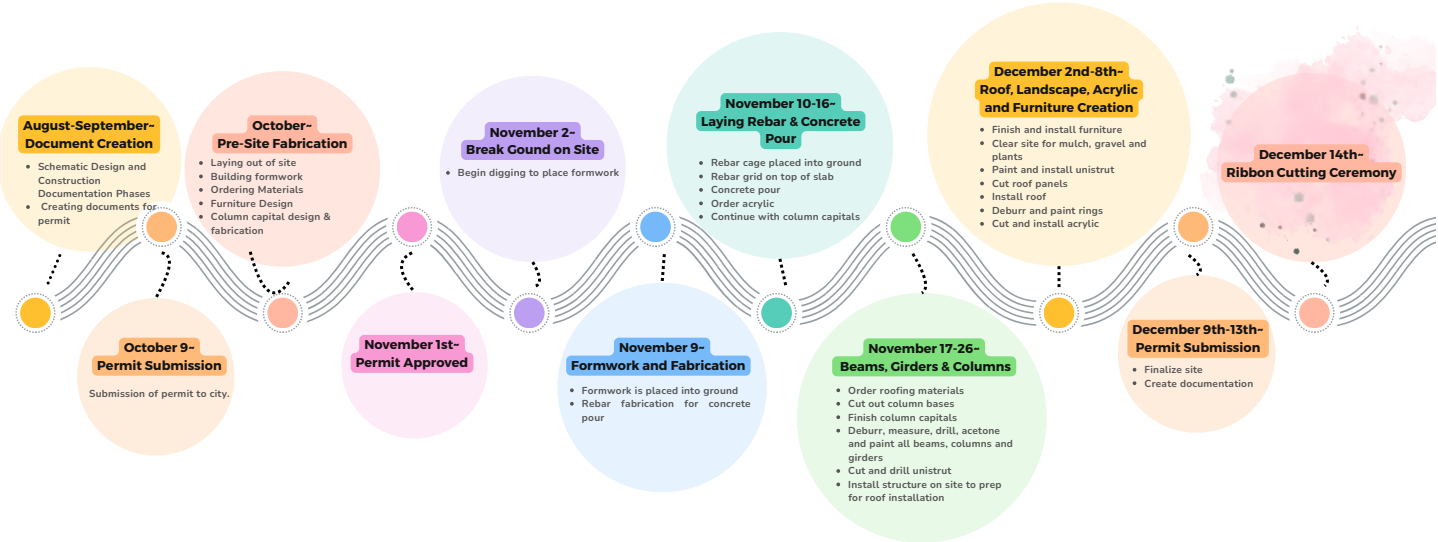 August-September~
Document Creation
• Schematic Design and
Construction
Documentation Phases
• Creating documents for
permit
October 9~
Permit Submission
Submission of permit to city.
October~
Pre-Site Fabrication
• Laying out of site
• Building formwork
• Ordering Materials
• Furniture Design
• Column capital design &
fabrication
November 1st~
Permit Approved
November 2~
Break Gound on Site
• Begin digging to place formwork
November 9~
Formwork and Fabrication
• Formwork is placed into ground
• Rebar fabrication for concrete
pour
November 10-16~
Laying Rebar & Concrete
Pour
• Rebar cage placed into ground
• Rebar grid on top of slab
• Concrete pour
• Order acrylic
• Continue with column capitals
November 17-26~
Beams, Girders & Columns
• Order roofing materials
• Cut out column bases
• Finish column capitals
• Deburr, measure, drill, acetone
and paint all beams, columns and
girders
• Cut and drill unistrut
• Install structure on site to prep
for roof installation
December 2nd-8th~
Roof, Landscape, Acrylic
and Furniture Creation
• Finish and install furniture
• Clear site for mulch, gravel and
plants
• Paint and install unistrut
• Cut roof panels
• Install roof
• Deburr and paint rings
• Cut and install acrylic
December 9th-13th~
Permit Submission
• Finalize site
• Create documentation
December 14th~
Ribbon Cutting Ceremony